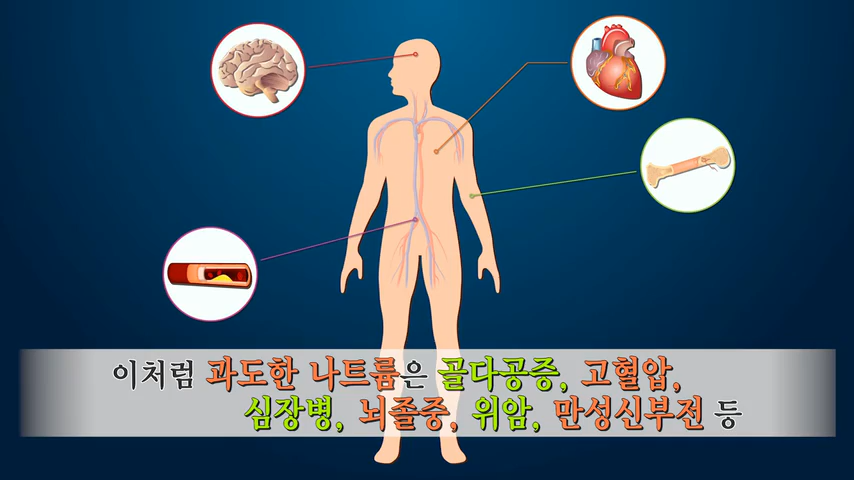 이처럼 과도한 나트륨은 골다공증, 고혈압,
심장병, 뇌졸중, 위암, 만성신부전 등